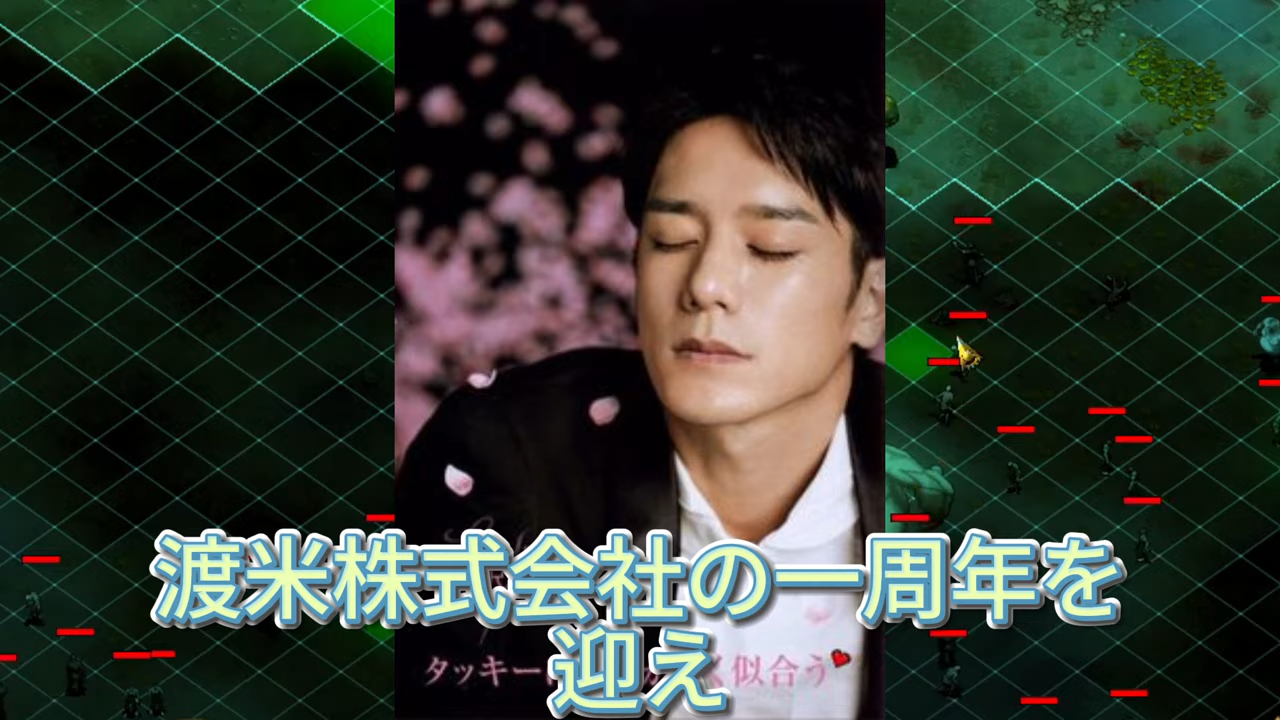 渡米株式会社の一周年を
迎え
タッキー
く似合う